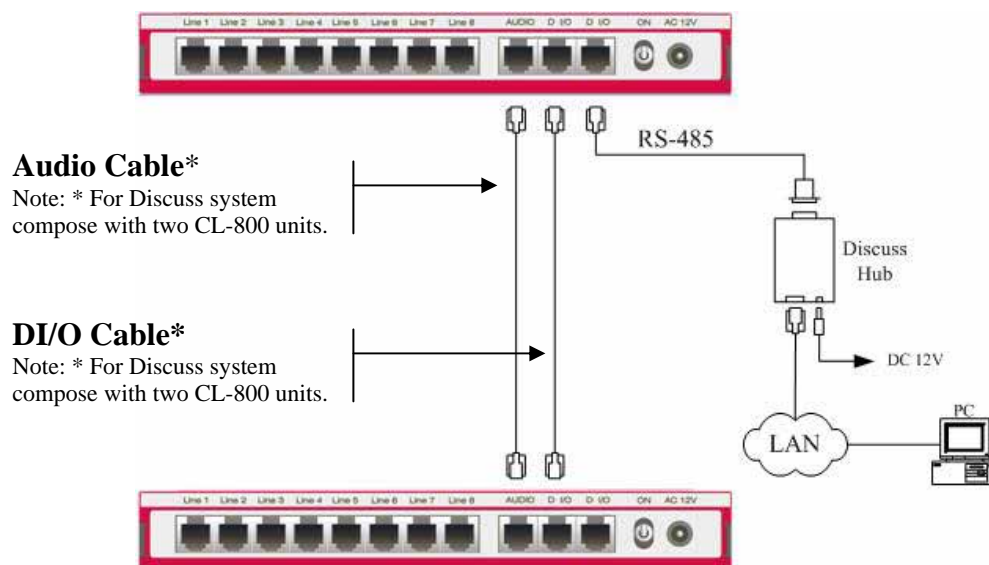 Line 1 Line 2 Line 3 Line 4 Line 5 Line 6 Line 7 Line 8 AUDIO D I/O D I/O ON AC 12V
RS-485
Audio Cable*
Note: * For Discuss system
compose with two CL-800 units.
Discuss
Hub
DI/O Cable*
Note: * For Discuss system
compose with two CL-800 units.
DC 12V
PC
LAN
Line 1 Line 2 Line 3 Line 4 Line 5 Line 6 Line 7 Line 8 AUDIO D I/O D I/O ON AC 12V